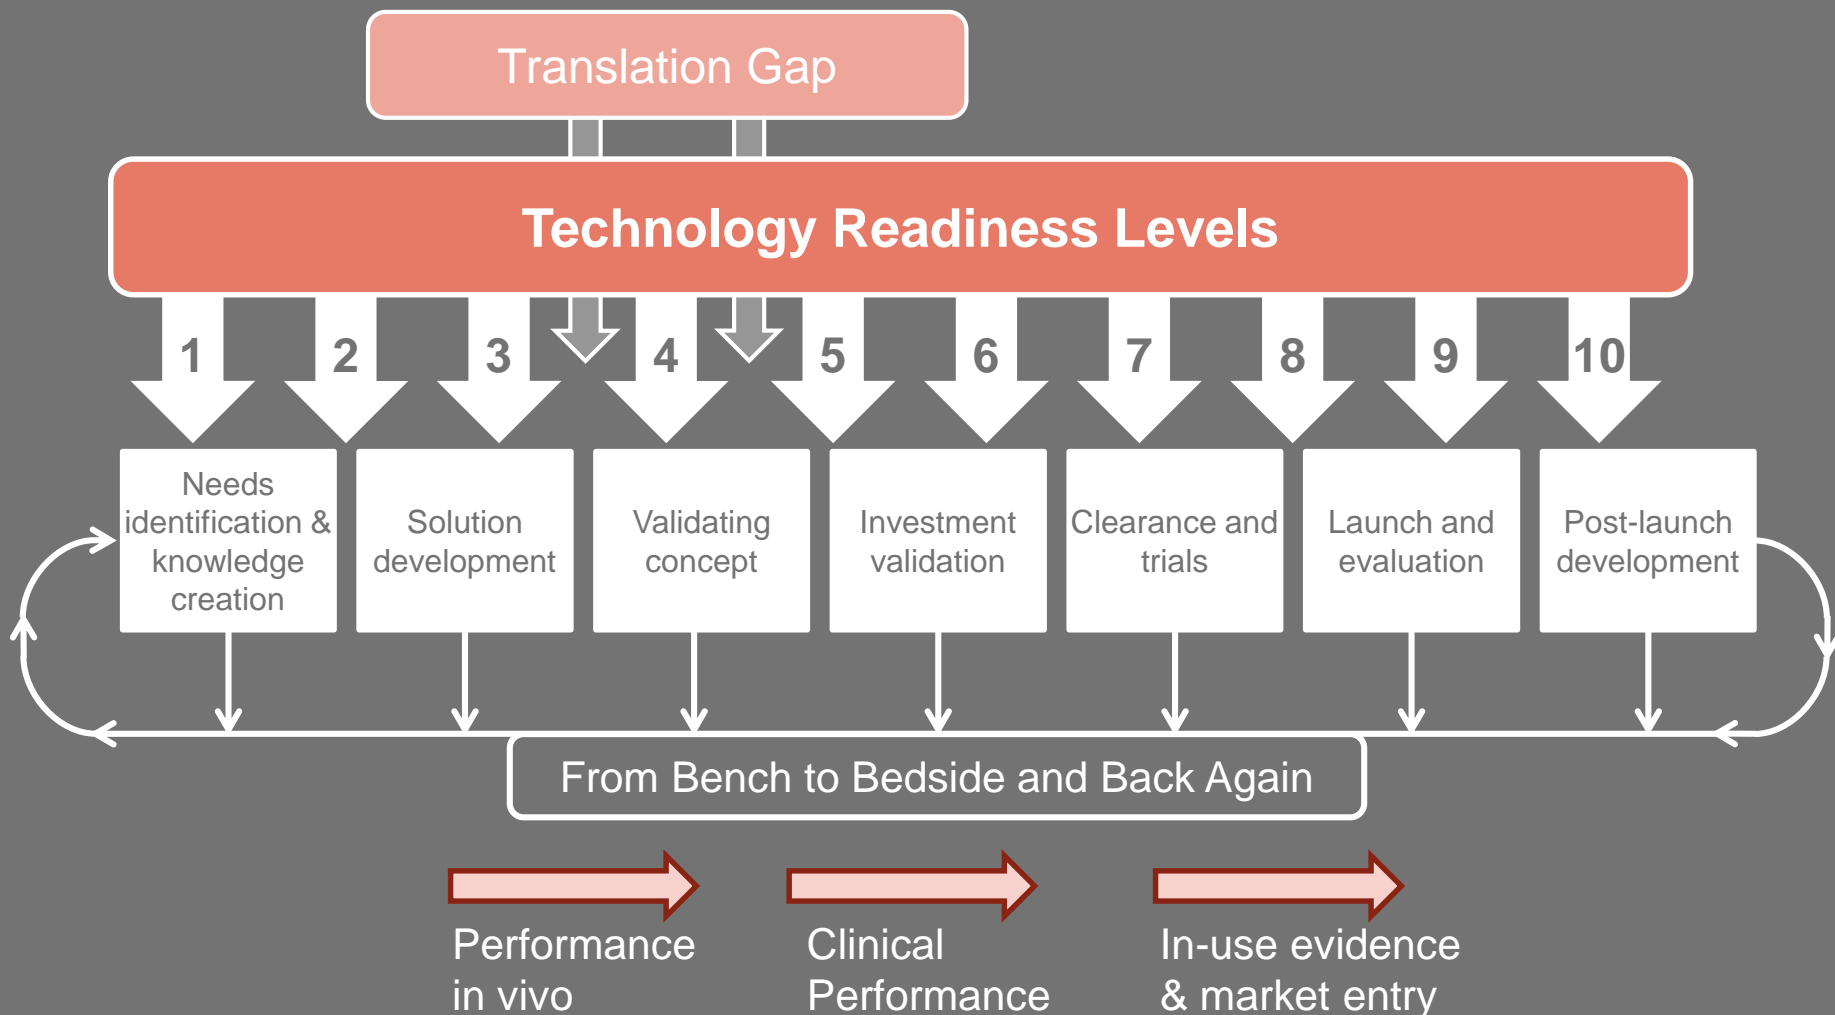 Translation Gap
Technology Readiness Levels
1 2 3 4 5 6 7 8 9 10
Needs
identification &
knowledge
creation
Solution
development
Validating
concept
Investment
validation
Clearance and
trials
Launch and
evaluation
Post-launch
development
From Bench to Bedside and Back Again
Performance
in vivo
Clinical
Performance
In-use evidence
& market entry